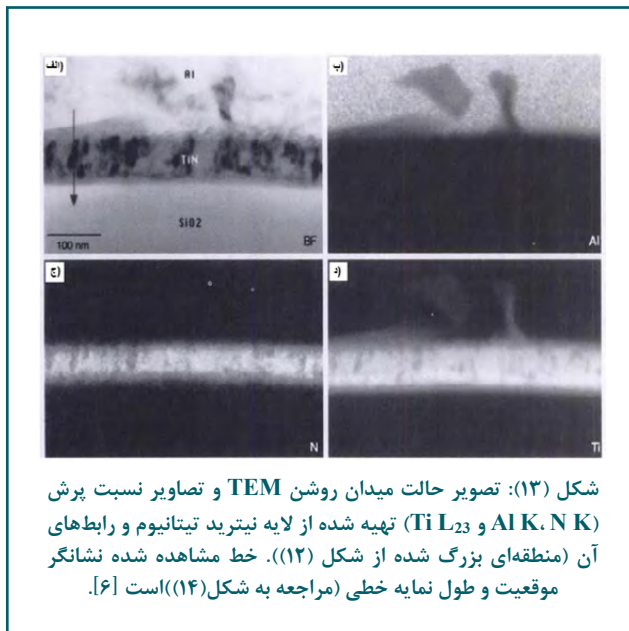 (الف
Al
TiN
SiO2
100 nm
BF
(ب
Al
(ج
N
(د
Ti
شکل (۱۳): تصویر حالت میدان روشن TEM و تصاویر نسبت پرش
(Al K، N K و Ti L23) تهیه شده از لایه نیترید تیتانیوم و رابط‌های
آن (منطقه‌ای بزرگ شده از شکل (۱۲)). خط مشاهده شده نشانگر
موقعیت و طول نمایه خطی (مراجعه به شکل(۱۴))است [۶].